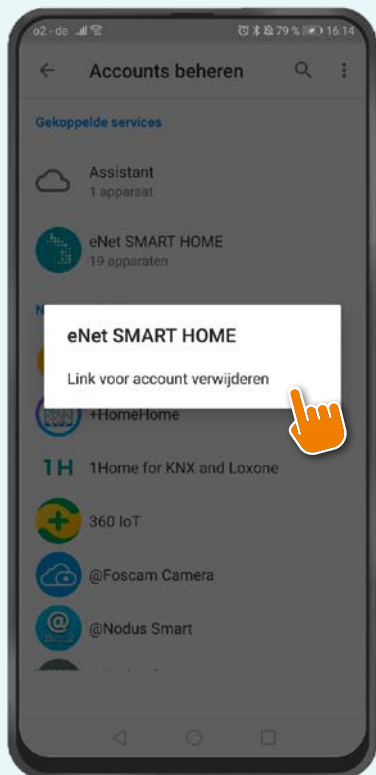 o2 - de
79 % 16:14
Accounts beheren
Gekoppelde services
Assistant
1 apparaat
eNet SMART HOME
19 apparaten
N
eNet SMART HOME
Link voor account verwijderen
+HomeHome
1H 1Home for KNX and Loxone
360 IoT
@Foscam Camera
@ @Nodus Smart